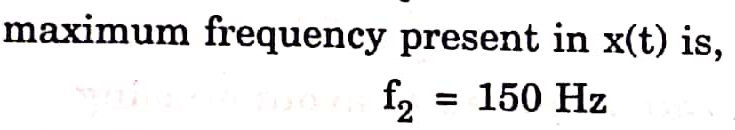 maximum frequency present in x(t) is,
f₂ = 150 Hz